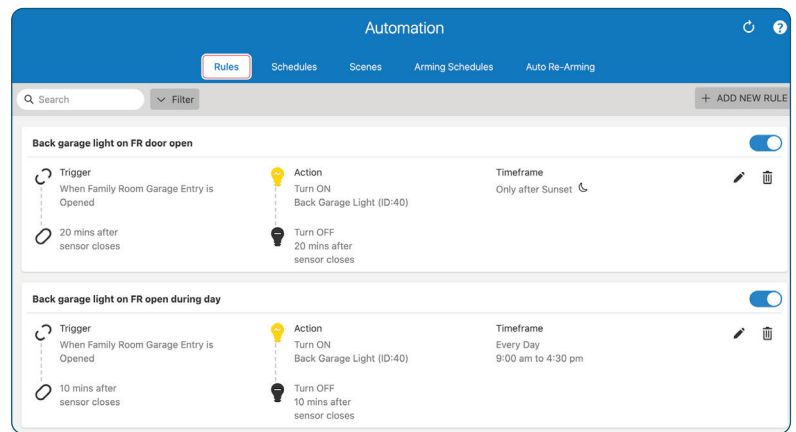 Automation
Rules
Schedules
Scenes
Arming Schedules
Auto Re-Arming
Search
Filter
+ ADD NEW RULE
Back garage light on FR door open
Trigger
When Family Room Garage Entry is
Opened
20 mins after
sensor closes
Action
Turn ON
Back Garage Light (ID:40)
Turn OFF
20 mins after
sensor closes
Timeframe
Only after Sunset
Back garage light on FR open during day
Trigger
When Family Room Garage Entry is
Opened
10 mins after
sensor closes
Action
Turn ON
Back Garage Light (ID:40)
Turn OFF
10 mins after
sensor closes
Timeframe
Every Day
9:00 am to 4:30 pm